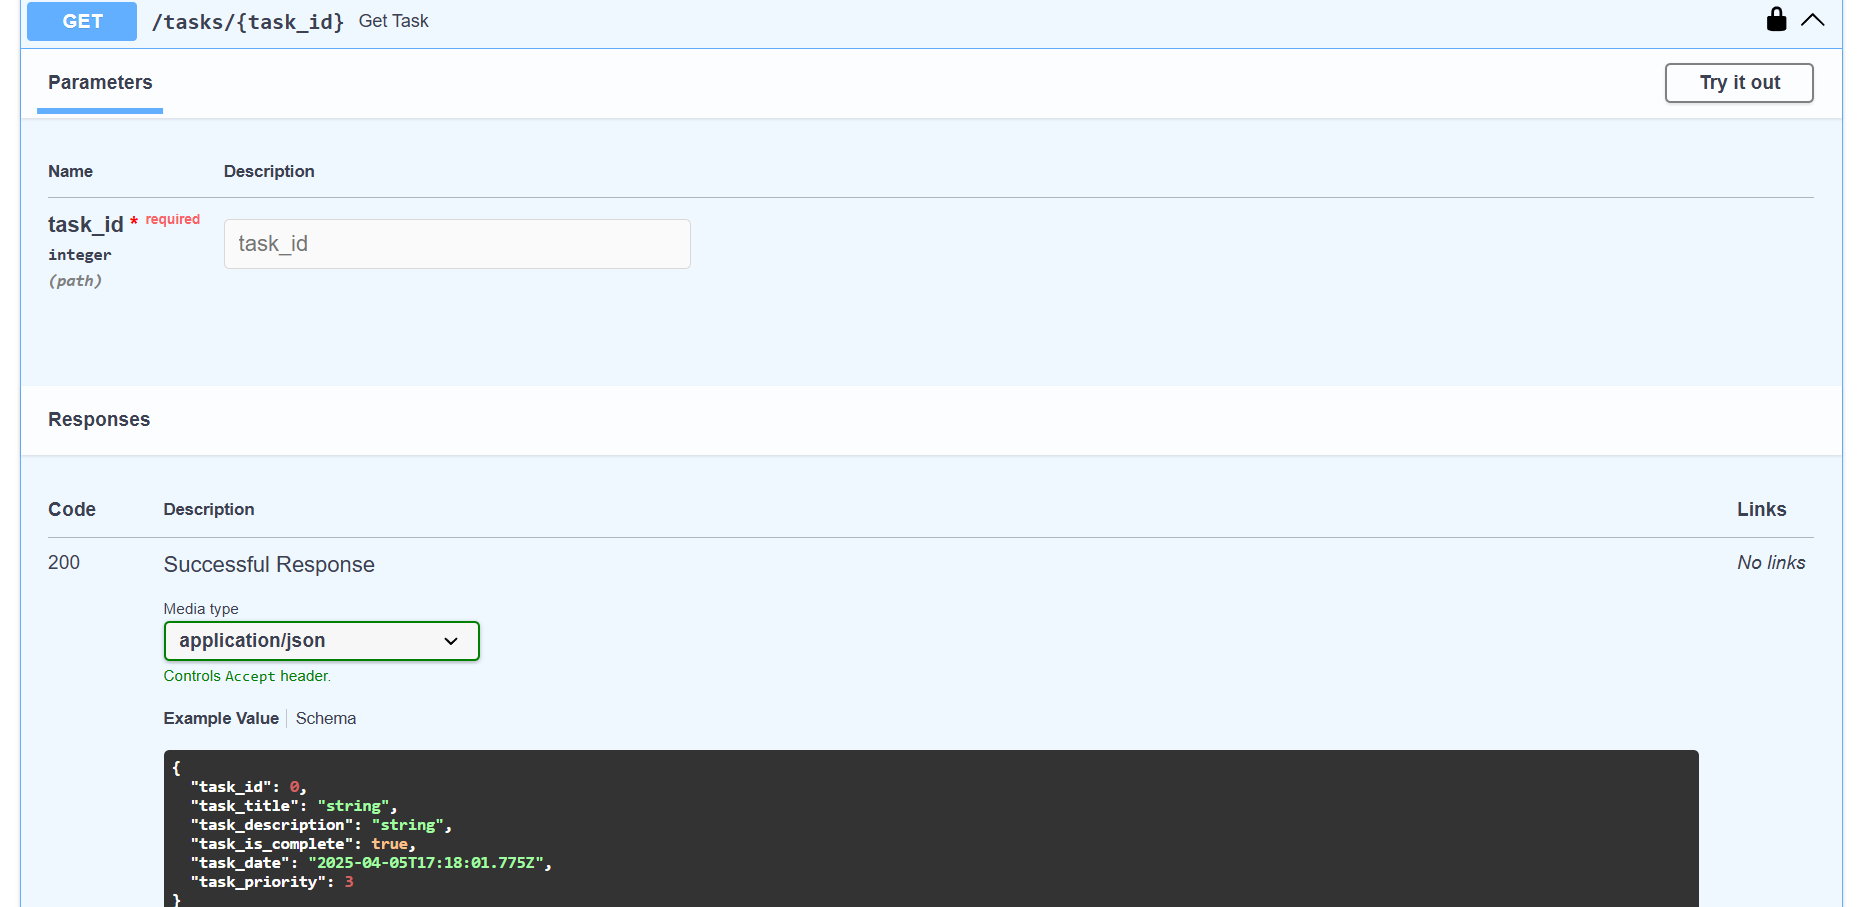 GET /tasks/{task_id} Get Task
Parameters
Try it out
Name Description
task_id * required
integer
(path)
task_id
Responses
Code Description Links
200 Successful Response No links
Media type
application/json
Controls Accept header.
Example Value Schema
{
  "task_id": 0,
  "task_title": "string",
  "task_description": "string",
  "task_is_complete": true,
  "task_date": "2025-04-05T17:18:01.775Z",
  "task_priority": 3
}